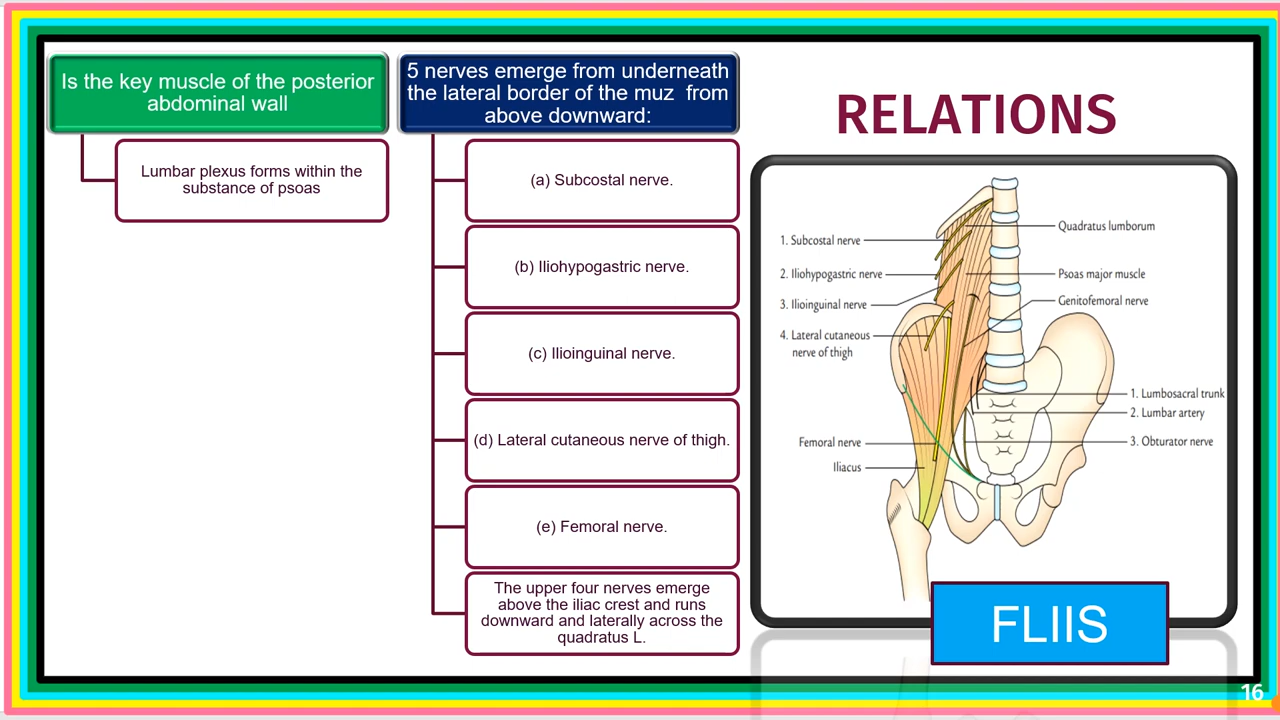 Is the key muscle of the posterior
abdominal wall
Lumbar plexus forms within the
substance of psoas
5 nerves emerge from underneath
the lateral border of the muz from
above downward:
(a) Subcostal nerve.
(b) Iliohypogastric nerve.
(c) Ilioinguinal nerve.
(d) Lateral cutaneous nerve of thigh.
(e) Femoral nerve.
The upper four nerves emerge
above the iliac crest and runs
downward and laterally across the
quadratus L.
RELATIONS
1. Subcostal nerve
2. Iliohypogastric nerve
3. Ilioinguinal nerve
4. Lateral cutaneous
nerve of thigh
Femoral nerve
Iliacus
Quadratus lumborum
Psoas major muscle
Genitofemoral nerve
1. Lumbosacral trunk
2. Lumbar artery
3. Obturator nerve
FLIIS
16